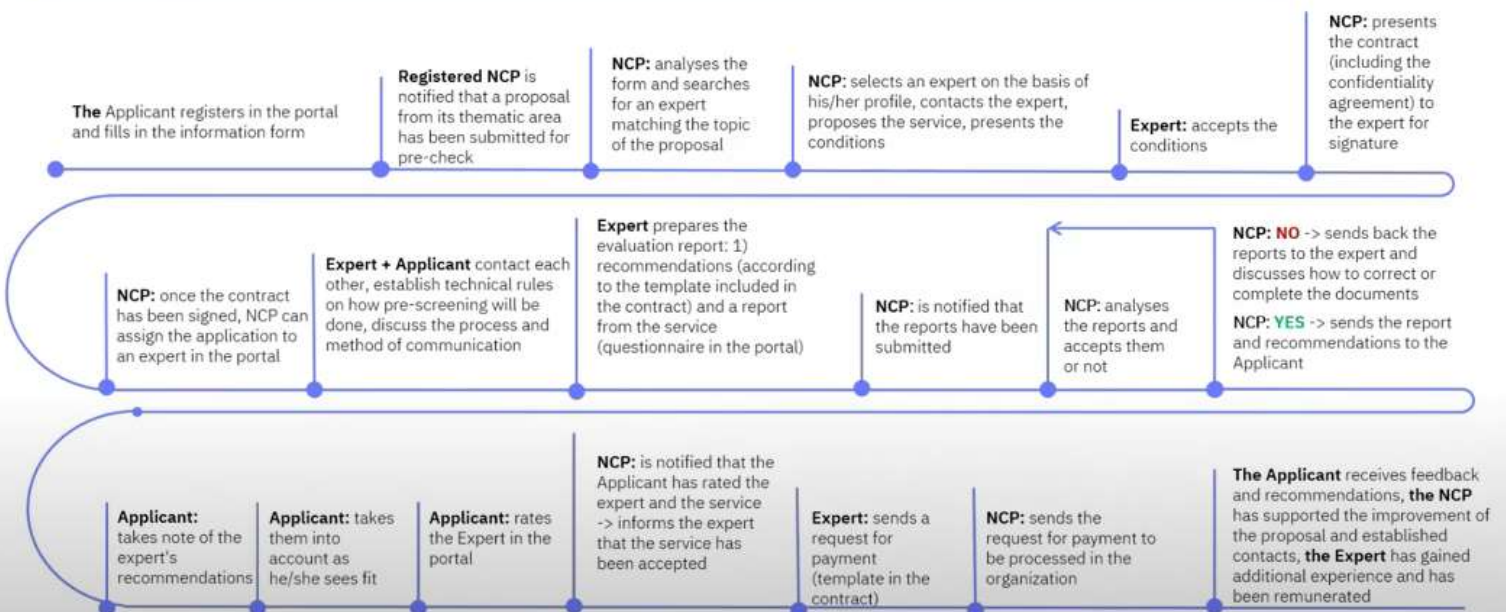 The Applicant registers in the portal
and fills in the information form
Registered NCP is
notified that a proposal
from its thematic area
has been submitted for
pre-check
NCP: analyses the
form and searches
for an expert
matching the topic
of the proposal
NCP: selects an expert on the basis of
his/her profile, contacts the expert,
proposes the service, presents the
conditions
Expert: accepts the
conditions
NCP: presents
the contract
(including the
confidentiality
agreement) to
the expert for
signature
NCP: once the contract
has been signed, NCP can
assign the application to
an expert in the portal
Expert + Applicant contact each
other, establish technical rules
on how pre-screening will be
done, discuss the process and
method of communication
Expert prepares the
evaluation report: 1)
recommendations (according
to the template included in
the contract) and a report
from the service
(questionnaire in the portal)
NCP: is notified that
the reports have been
submitted
NCP: analyses
the reports and
accepts them
or not
NCP: NO -> sends back the
reports to the expert and
discusses how to correct or
complete the documents
NCP: YES -> sends the report
and recommendations to the
Applicant
Applicant:
takes note of the
expert's
recommendations
Applicant: takes
them into
account as
he/she sees fit
Applicant: rates
the Expert in the
portal
NCP: is notified that the
Applicant has rated the
expert and the service
-> informs the expert
that the service has
been accepted
Expert: sends a
request for
payment
(template in the
contract)
NCP: sends the
request for payment to
be processed in the
organization
The Applicant receives feedback
and recommendations, the NCP
has supported the improvement of
the proposal and established
contacts, the Expert has gained
additional experience and has
been remunerated